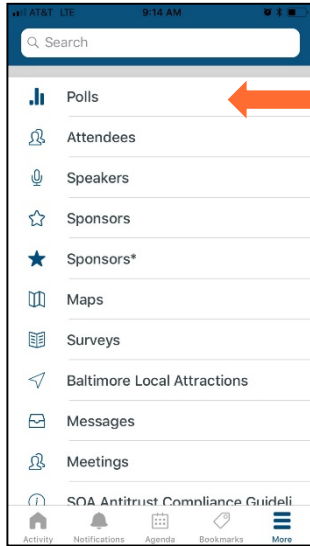 AT&T LTE 9:14 AM
Search
Polls
Attendees
Speakers
Sponsors
Sponsors*
Maps
Surveys
Baltimore Local Attractions
Messages
Meetings
SOA Antitrust Compliance Guideli
Activity Notifications Agenda Bookmarks More